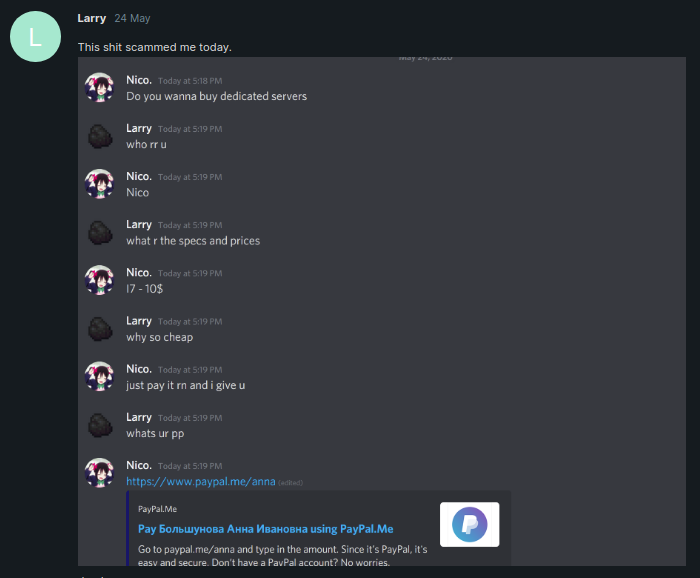 Larry 24 May
L
This shit scammed me today.
May 24, 2020
Nico. Today at 5:18 PM
Do you wanna buy dedicated servers
Larry Today at 5:19 PM
who rr u
Nico. Today at 5:19 PM
Nico
Larry Today at 5:19 PM
what r the specs and prices
Nico. Today at 5:19 PM
I7 - 10$
Larry Today at 5:19 PM
why so cheap
Nico. Today at 5:19 PM
just pay it rn and i give u
Larry Today at 5:19 PM
whats ur pp
Nico. Today at 5:19 PM
https://www.paypal.me/anna (edited)
PayPal.Me
Pay Большунова Анна Ивановна using PayPal.Me
Go to paypal.me/anna and type in the amount. Since it's PayPal, it's
easy and secure. Don't have a PayPal account? No worries.